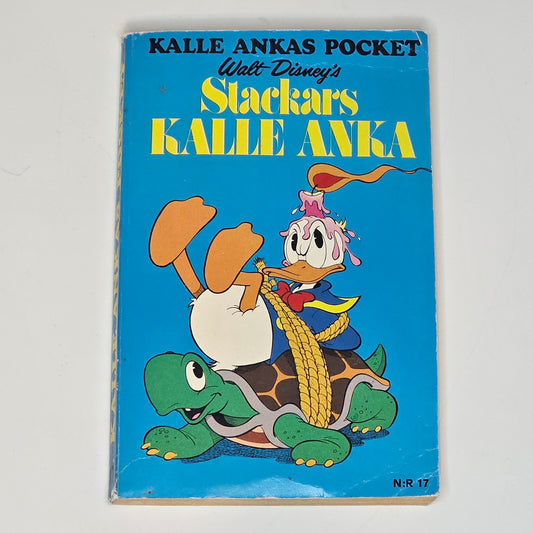 KALLE ANKAS POCKET
Walt Disney's
Stackars
KALLE ANKA
N:R 17